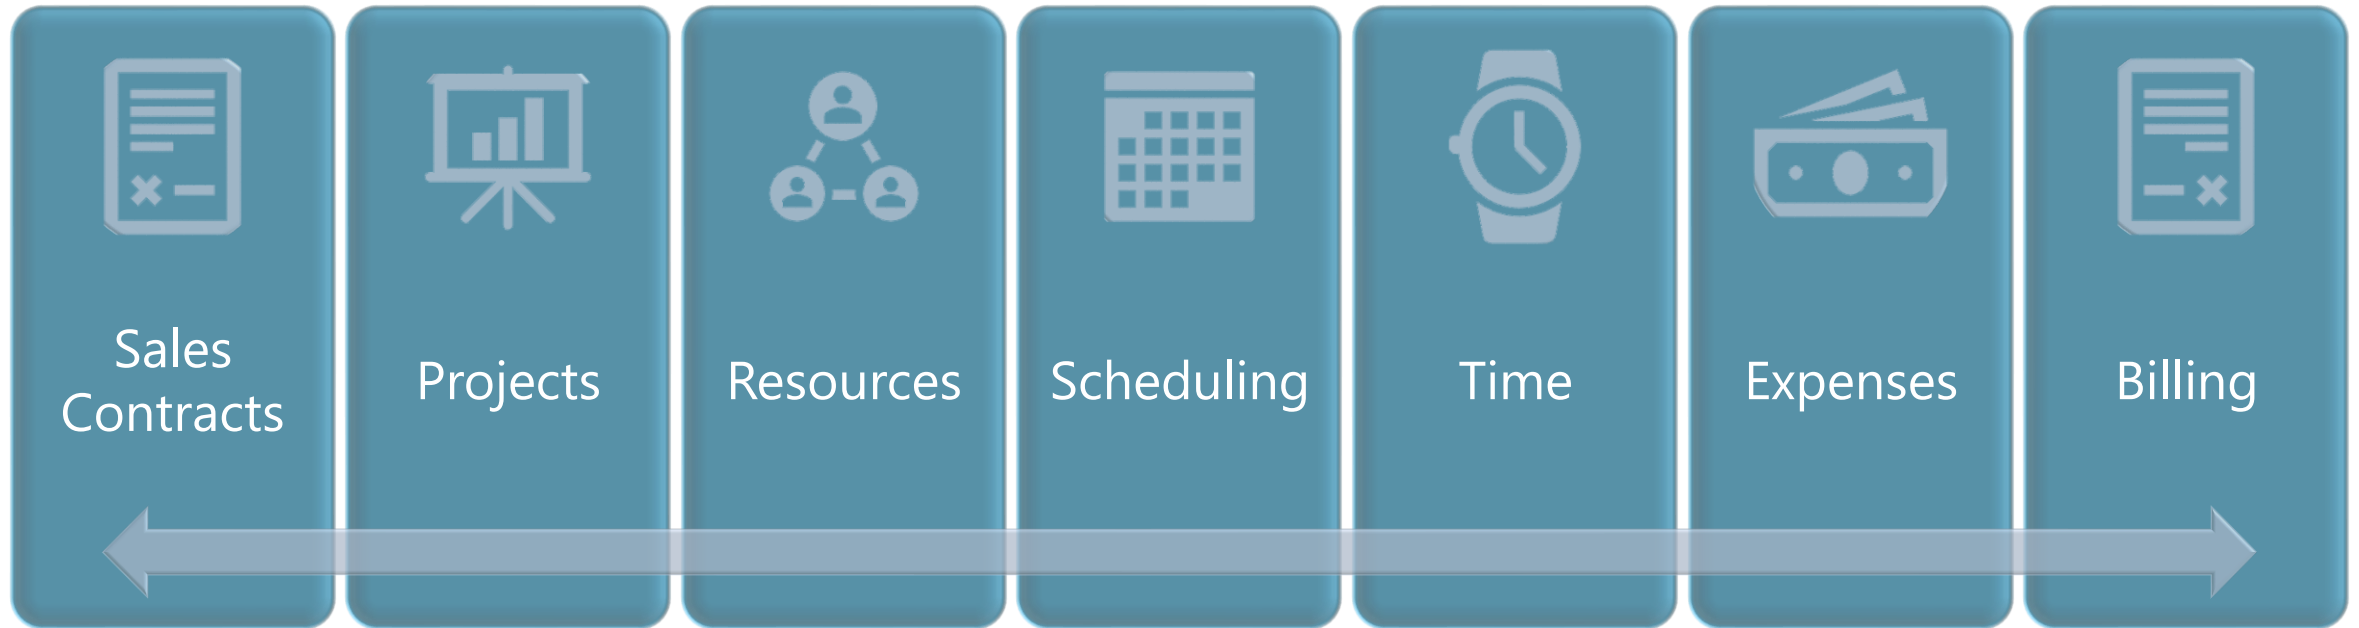 Sales
Contracts
Projects
Resources
Scheduling
Time
Expenses
Billing